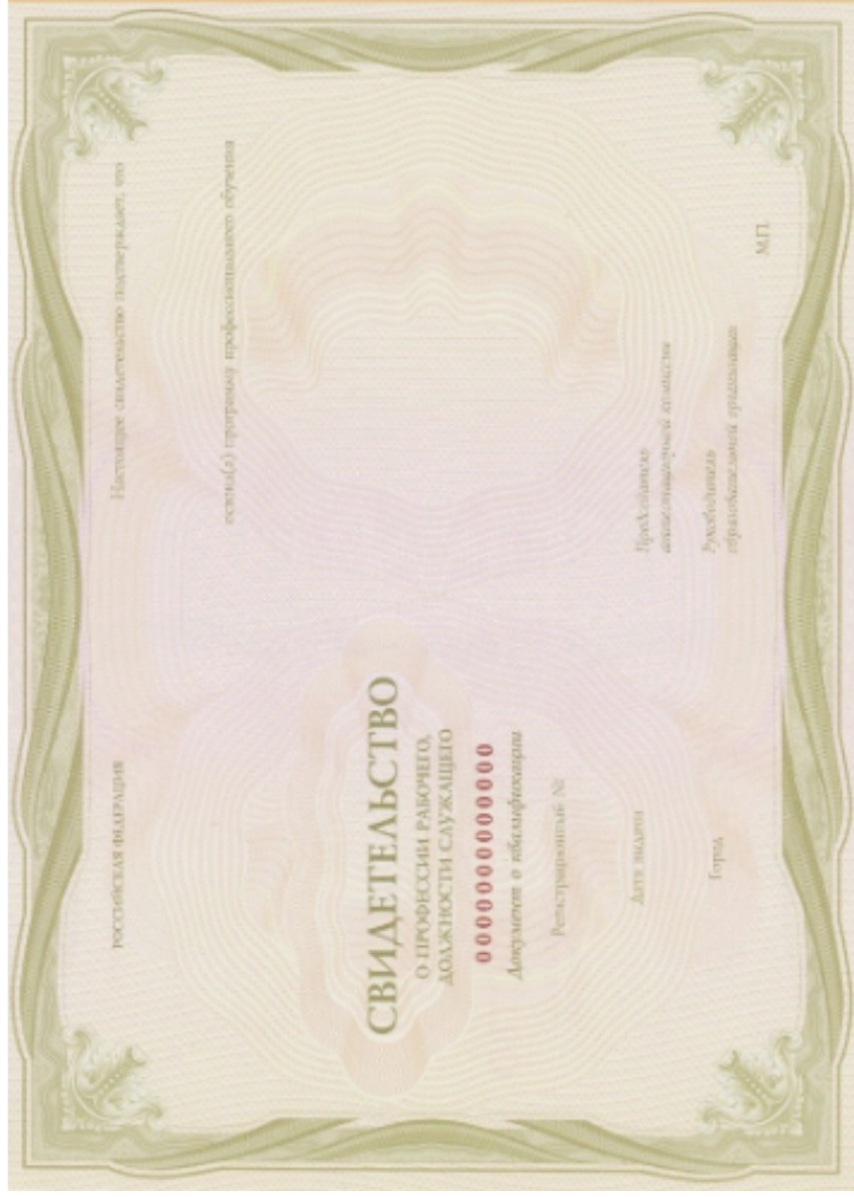 РОССИЙСКАЯ ФЕДЕРАЦИЯ
СВИДЕТЕЛЬСТВО
О ПРОФЕССИИ РАБОЧЕГО,
ДОЛЖНОСТИ СЛУЖАЩЕГО
0000000000000
Документ о квалификации
Регистрационный №
Дата выдачи
Город
Настоящее свидетельство подтверждает, что
освоил(а) программу профессионального обучения
Председатель
аттестационной комиссии
Руководитель
образовательной организации
М.П.